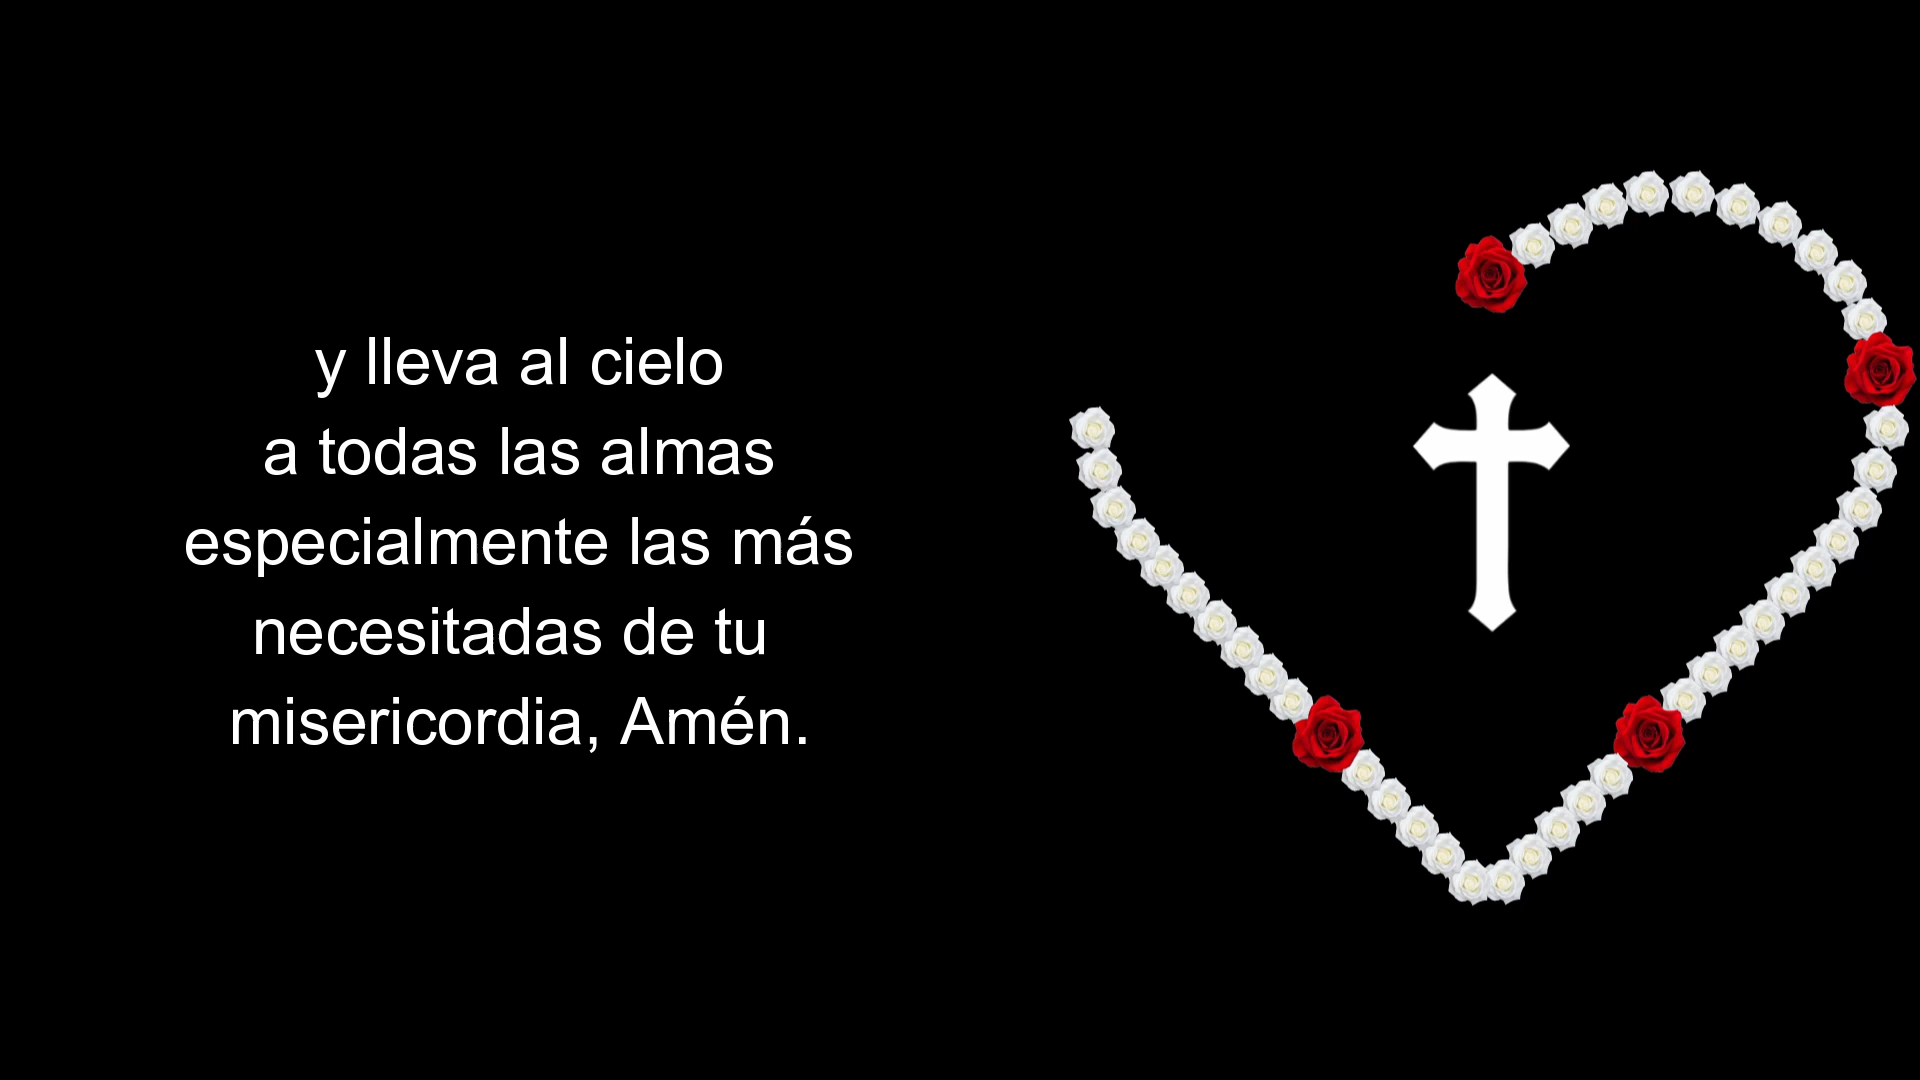 y lleva al cielo
a todas las almas
especialmente las más
necesitadas de tu
misericordia, Amén.